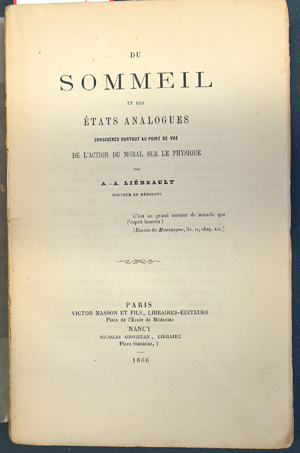 DU
SOMMEIL
ET DES
ÉTATS ANALOGUES
CONSIDÉRÉS SURTOUT AU POINT DE VUE
DE L'ACTION DU MORAL SUR LE PHYSIQUE
PAR
A.-A. LIÉBEAULT
DOCTEUR EN MÉDECINE
C'est un grand ouvrier de miracle que
l'esprit humain!
(Essais de Montaigne, liv. II, chap. XII.)
PARIS
VICTOR MASSON ET FILS, LIBRAIRES-ÉDITEURS
Place de l'École de Médecine
NANCY
NICOLAS GROSJEAN, LIBRAIRE
Place Stanislas, 7
1866